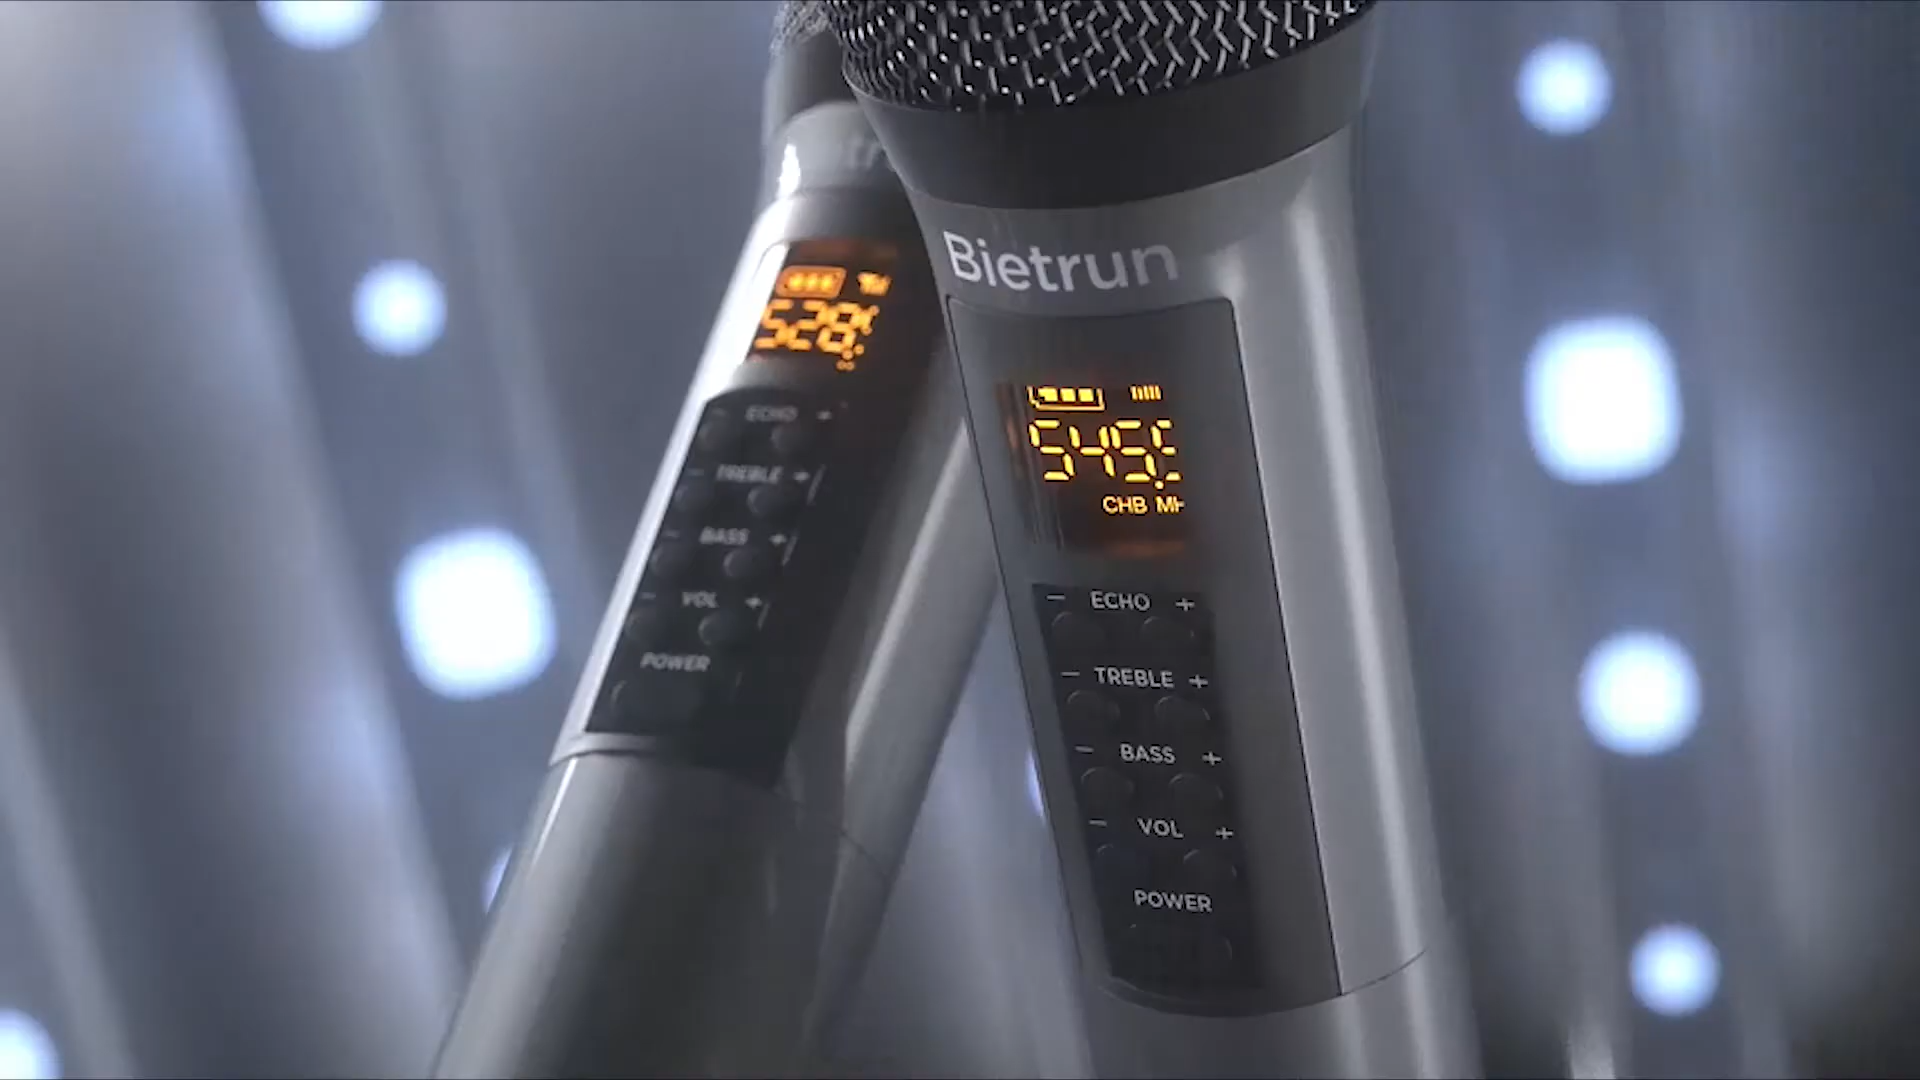 528
ECHO
TREBLE
BASS
VOL
POWER
Bietrun
545.
CHB
- ECHO +
- TREBLE +
- BASS +
- VOL +
POWER